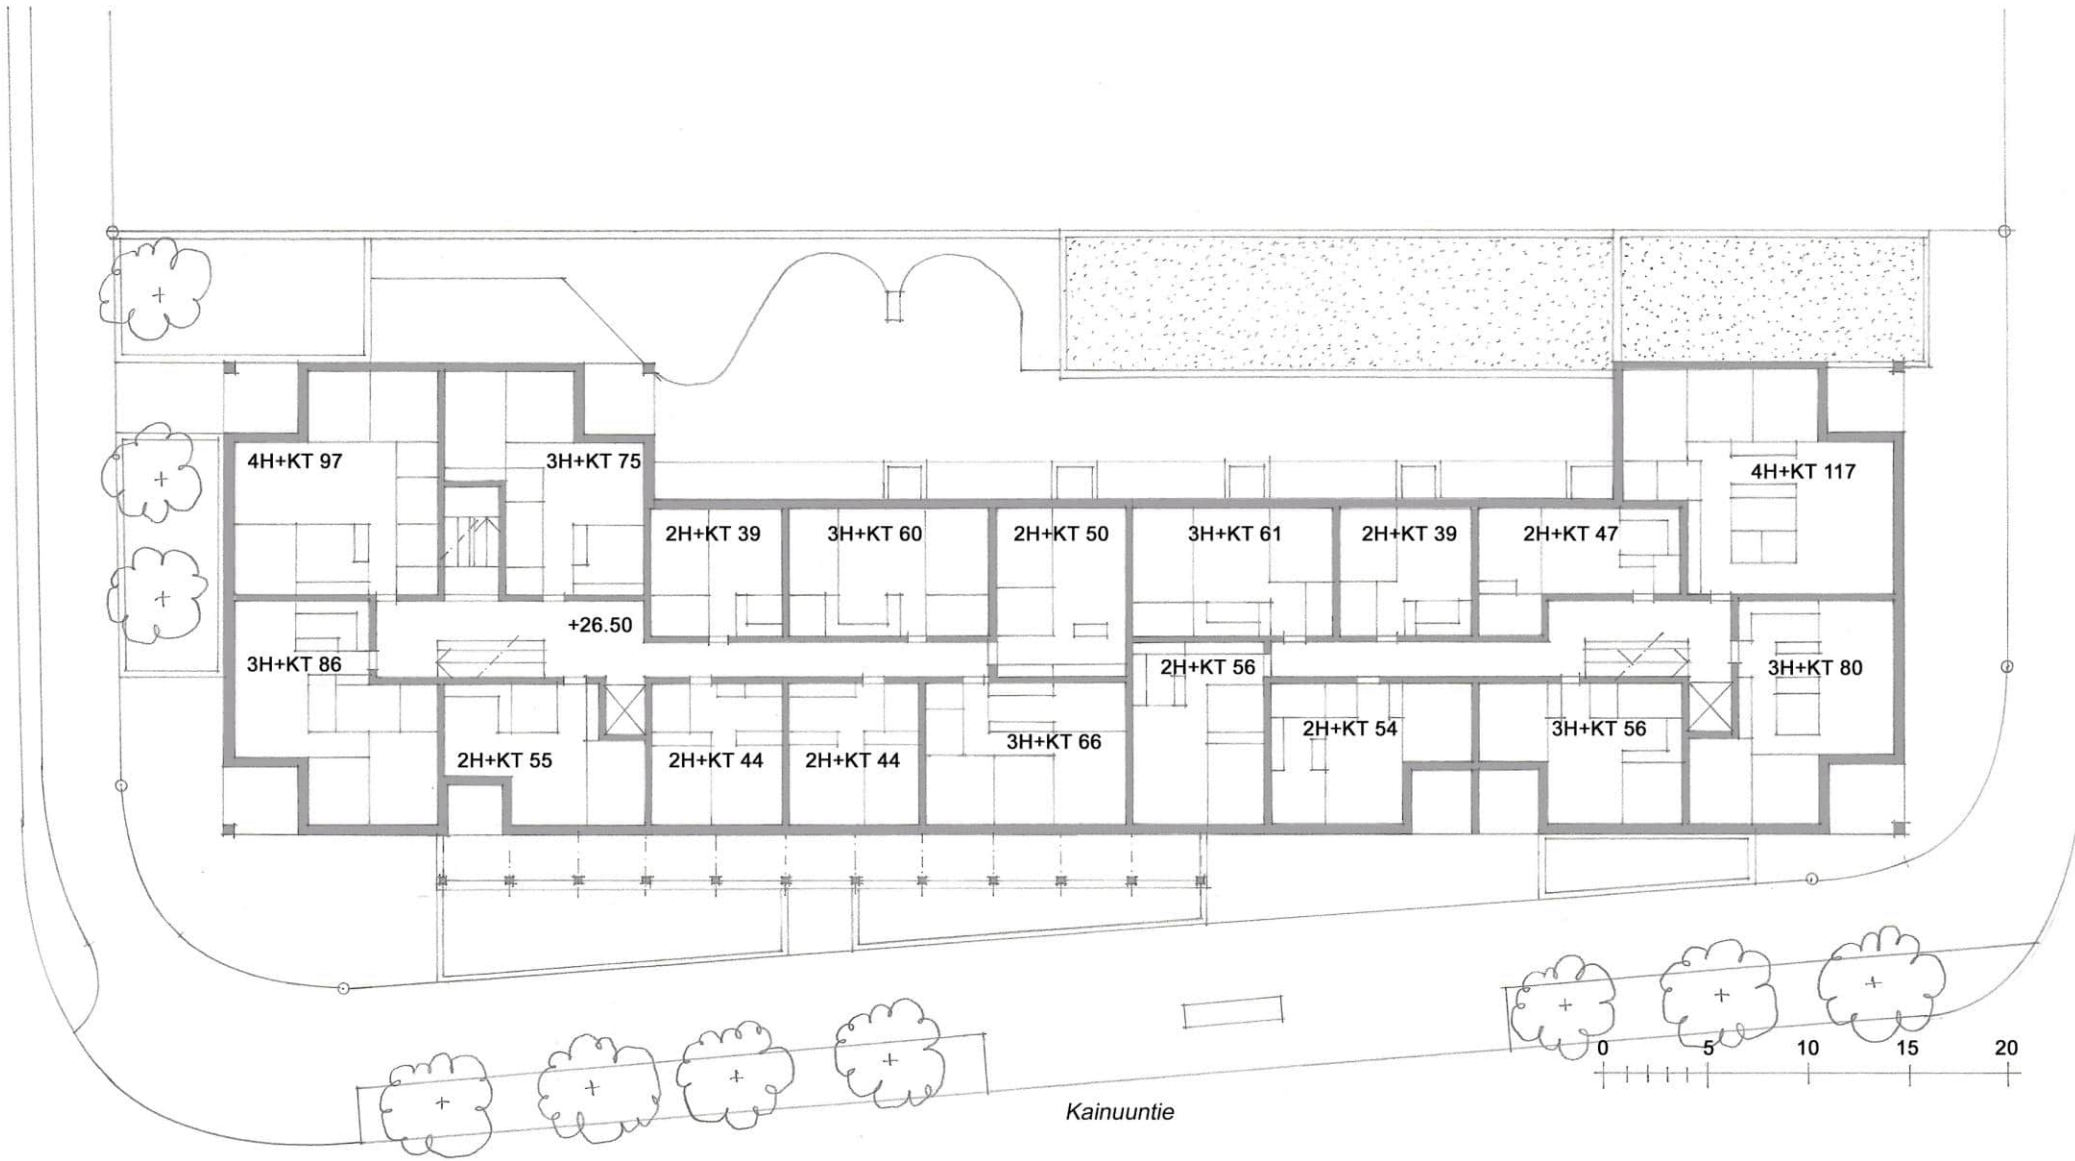 4H+KT 97
3H+KT 75
4H+KT 117
2H+KT 39
3H+KT 60
2H+KT 50
3H+KT 61
2H+KT 39
2H+KT 47
+26.50
3H+KT 86
2H+KT 56
3H+KT 80
2H+KT 55
2H+KT 44
2H+KT 44
3H+KT 66
2H+KT 54
3H+KT 56
0 5 10 15 20
Kainuuntie